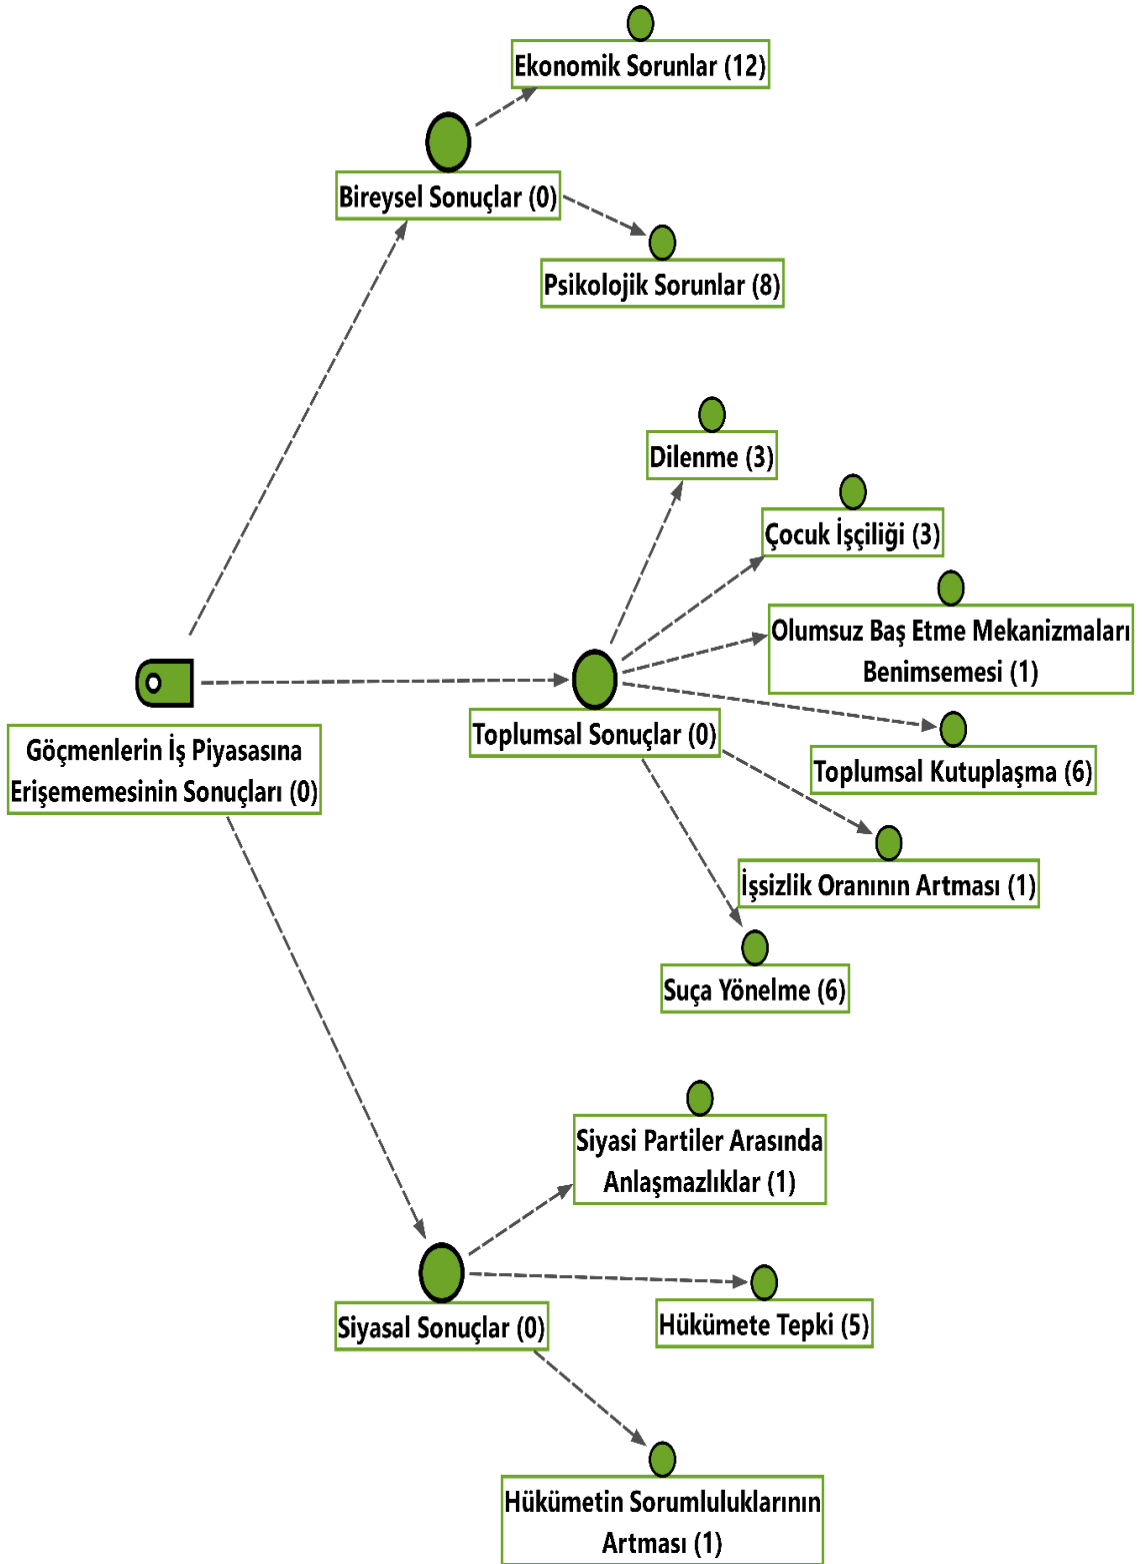 Ekonomik Sorunlar (12)
Bireysel Sonuçlar (0)
Psikolojik Sorunlar (8)
Dilenme (3)
Çocuk İşçiliği (3)
Olumsuz Baş Etme Mekanizmaları
Benimsemesi (1)
Göçmenlerin İş Piyasasına
Erişememesinin Sonuçları (0)
Toplumsal Sonuçlar (0)
Toplumsal Kutuplaşma (6)
İşsizlik Oranının Artması (1)
Suça Yönelme (6)
Siyasi Partiler Arasında
Anlaşmazlıklar (1)
Siyasal Sonuçlar (0)
Hükümete Tepki (5)
Hükümetin Sorumluluklarının
Artması (1)